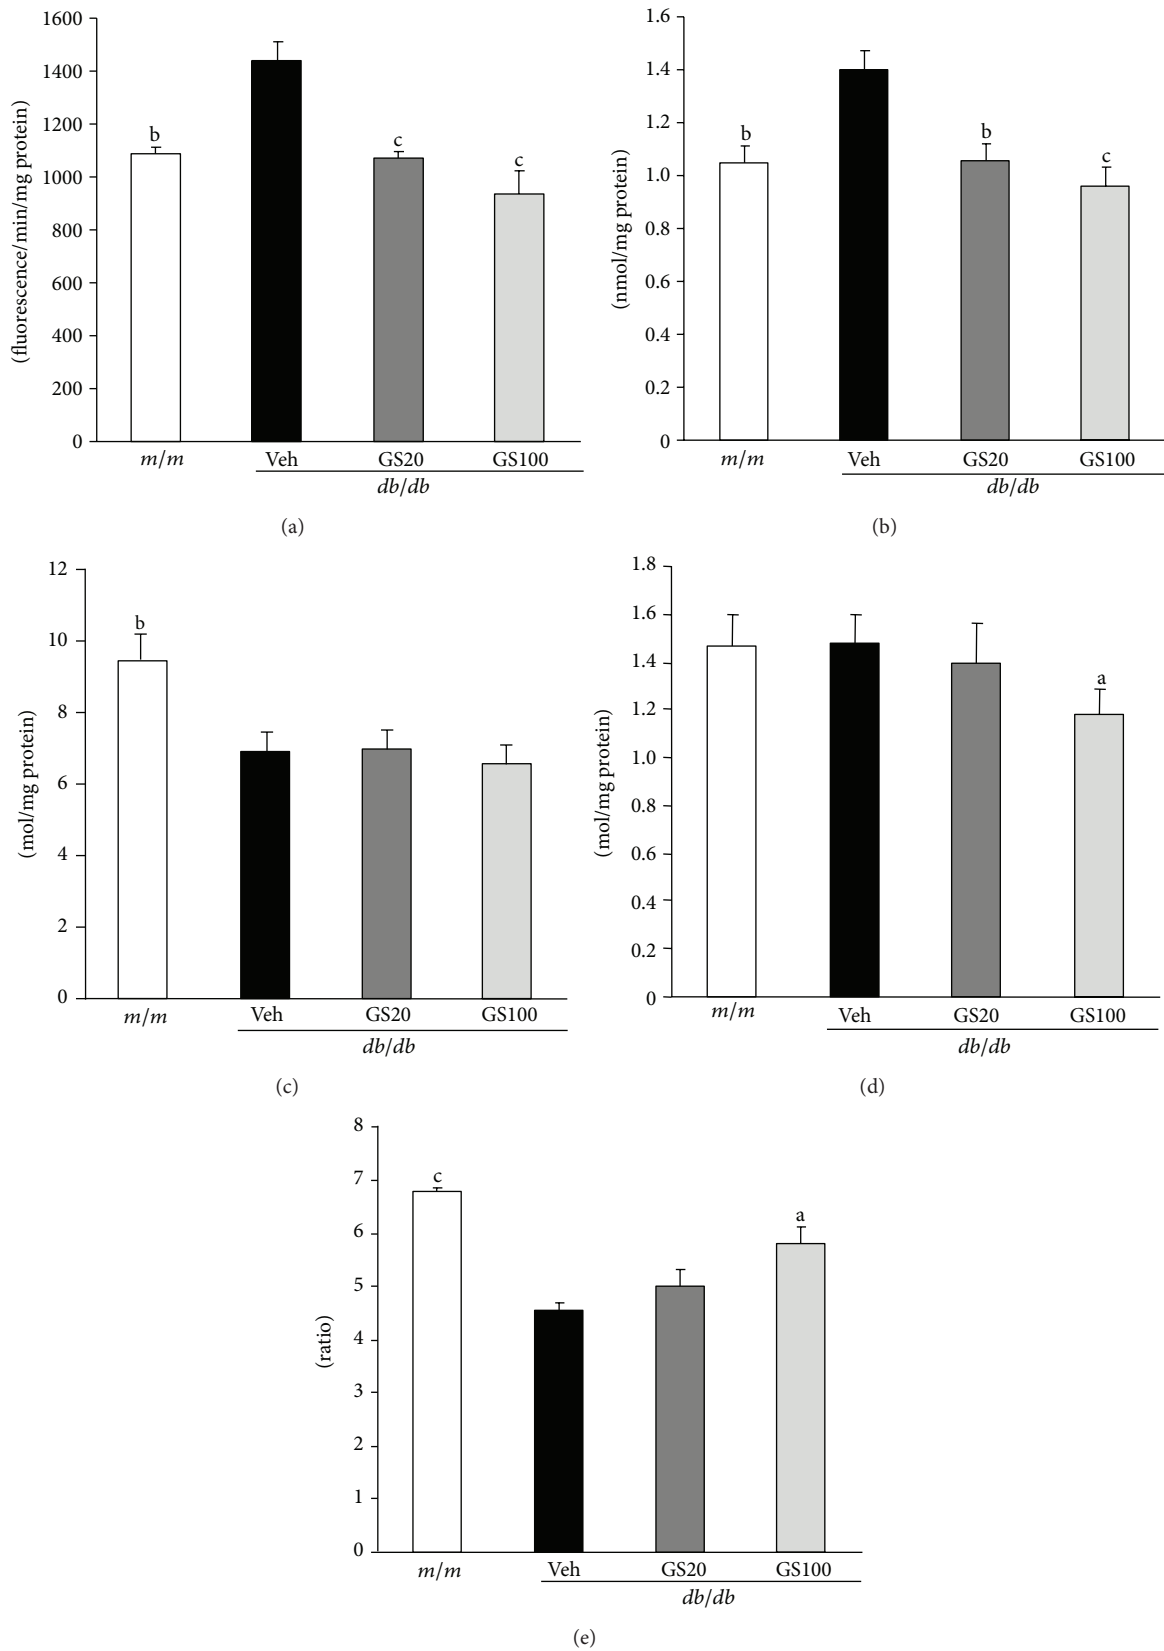 (fluorescence/min/mg protein)
1600
1400
1200
1000
800
600
400
200
0
b
c
c
m/m
Veh
GS20
GS100
db/db
(a)
(nmol/mg protein)
1.6
1.4
1.2
1.0
0.8
0.6
0.4
0.2
0
b
b
c
m/m
Veh
GS20
GS100
db/db
(b)
(mol/mg protein)
12
10
8
6
4
2
0
b
m/m
Veh
GS20
GS100
db/db
(c)
(mol/mg protein)
1.8
1.6
1.4
1.2
1.0
0.8
0.6
0.4
0.2
0
a
m/m
Veh
GS20
GS100
db/db
(d)
(ratio)
8
7
6
5
4
3
2
1
0
c
a
m/m
Veh
GS20
GS100
db/db
(e)